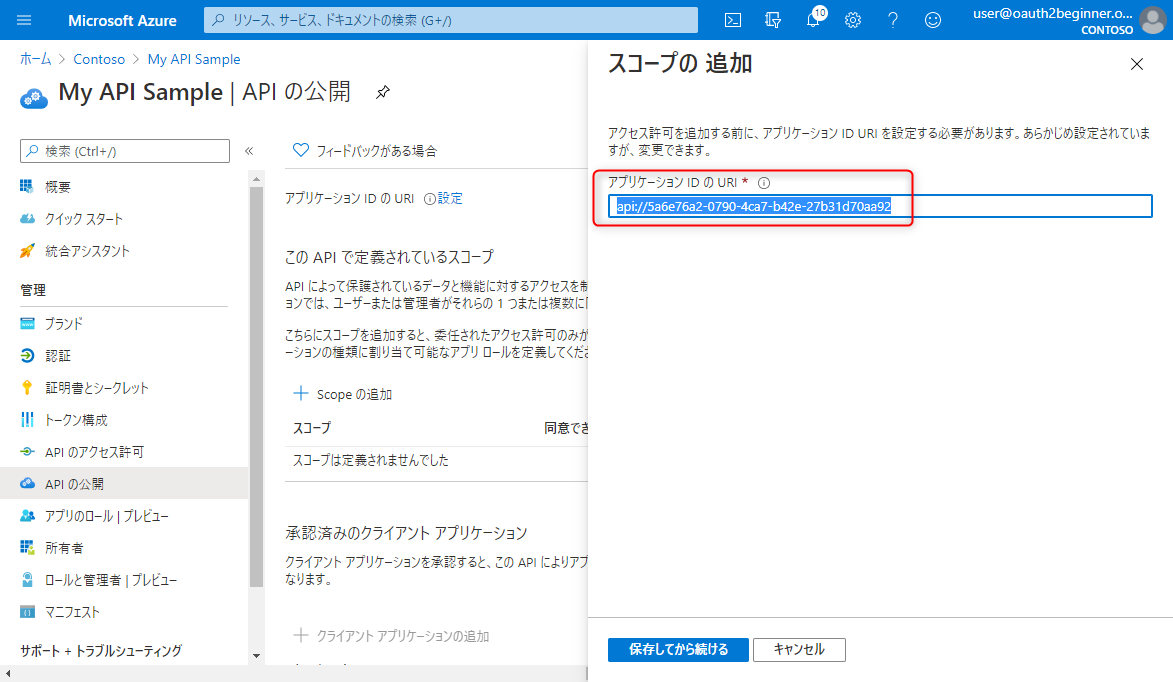 Microsoft Azure
リソース、サービス、ドキュメントの検索 (G+/)
10
user@oauth2beginner.o...
CONTOSO
ホーム > Contoso > My API Sample
My API Sample | API の公開
検索 (Ctrl+/)
«
概要
クイック スタート
統合アシスタント
管理
ブランド
認証
証明書とシークレット
トークン構成
API のアクセス許可
API の公開
アプリのロール | プレビュー
所有者
ロールと管理者 | プレビュー
マニフェスト
サポート + トラブルシューティング
フィードバックがある場合
アプリケーション ID の URI 設定
この API で定義されているスコープ
API によって保護されているデータと機能に対するアクセスを制
ョンでは、ユーザーまたは管理者がそれらの 1 つまたは複数に
こちらにスコープを追加すると、委任されたアクセス許可のみが
ーションの種類に割り当て可能なアプリ ロールを定義してくだ
Scope の追加
スコープ 同意でき
スコープは定義されませんでした
承認済みのクライアント アプリケーション
クライアント アプリケーションを承認すると、この API によりアプ
なります。
クライアント アプリケーションの追加
スコープの 追加
アクセス許可を追加する前に、アプリケーション ID URI を設定する必要があります。あらかじめ設定されていま
すが、変更できます。
アプリケーション ID の URI *
api://5a6e76a2-0790-4ca7-b42e-27b31d70aa92
保存してから続ける
キャンセル